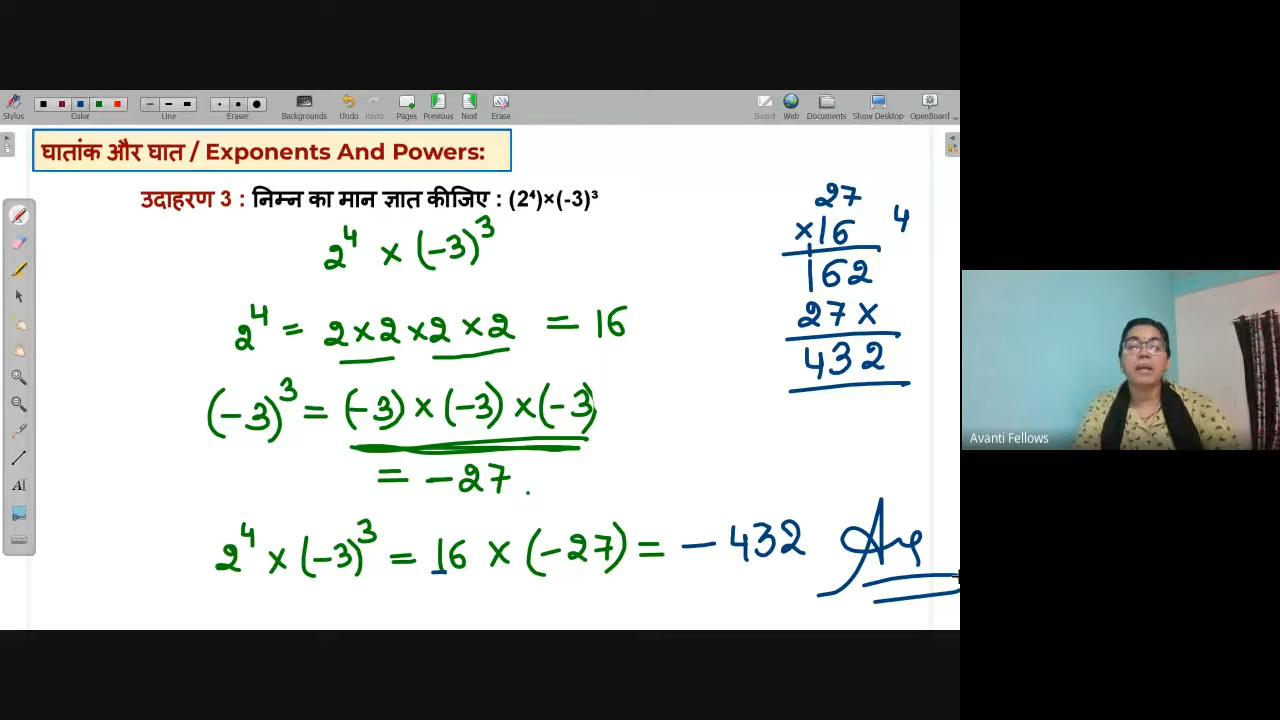 Stylus Color Line Eraser Backgrounds Undo Redo Pages Previous Next Erase Board Web Documents Show Desktop OpenBoard
घातांक और घात / Exponents And Powers:
उदाहरण 3 : निम्न का मान ज्ञात कीजिए : (2⁴)×(-3)³
2⁴ × (-3)³
2⁴ = 2 × 2 × 2 × 2 = 16
(-3)³ = (-3) × (-3) × (-3)
= -27
2⁴ × (-3)³ = 16 × (-27) = -432 Ans
27
×16 4
162
27×
432
Avanti Fellows